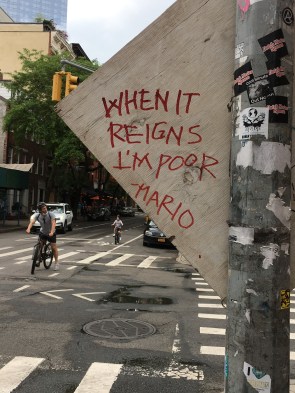 WHEN IT
REIGNS
I'M POOR
-MARIO